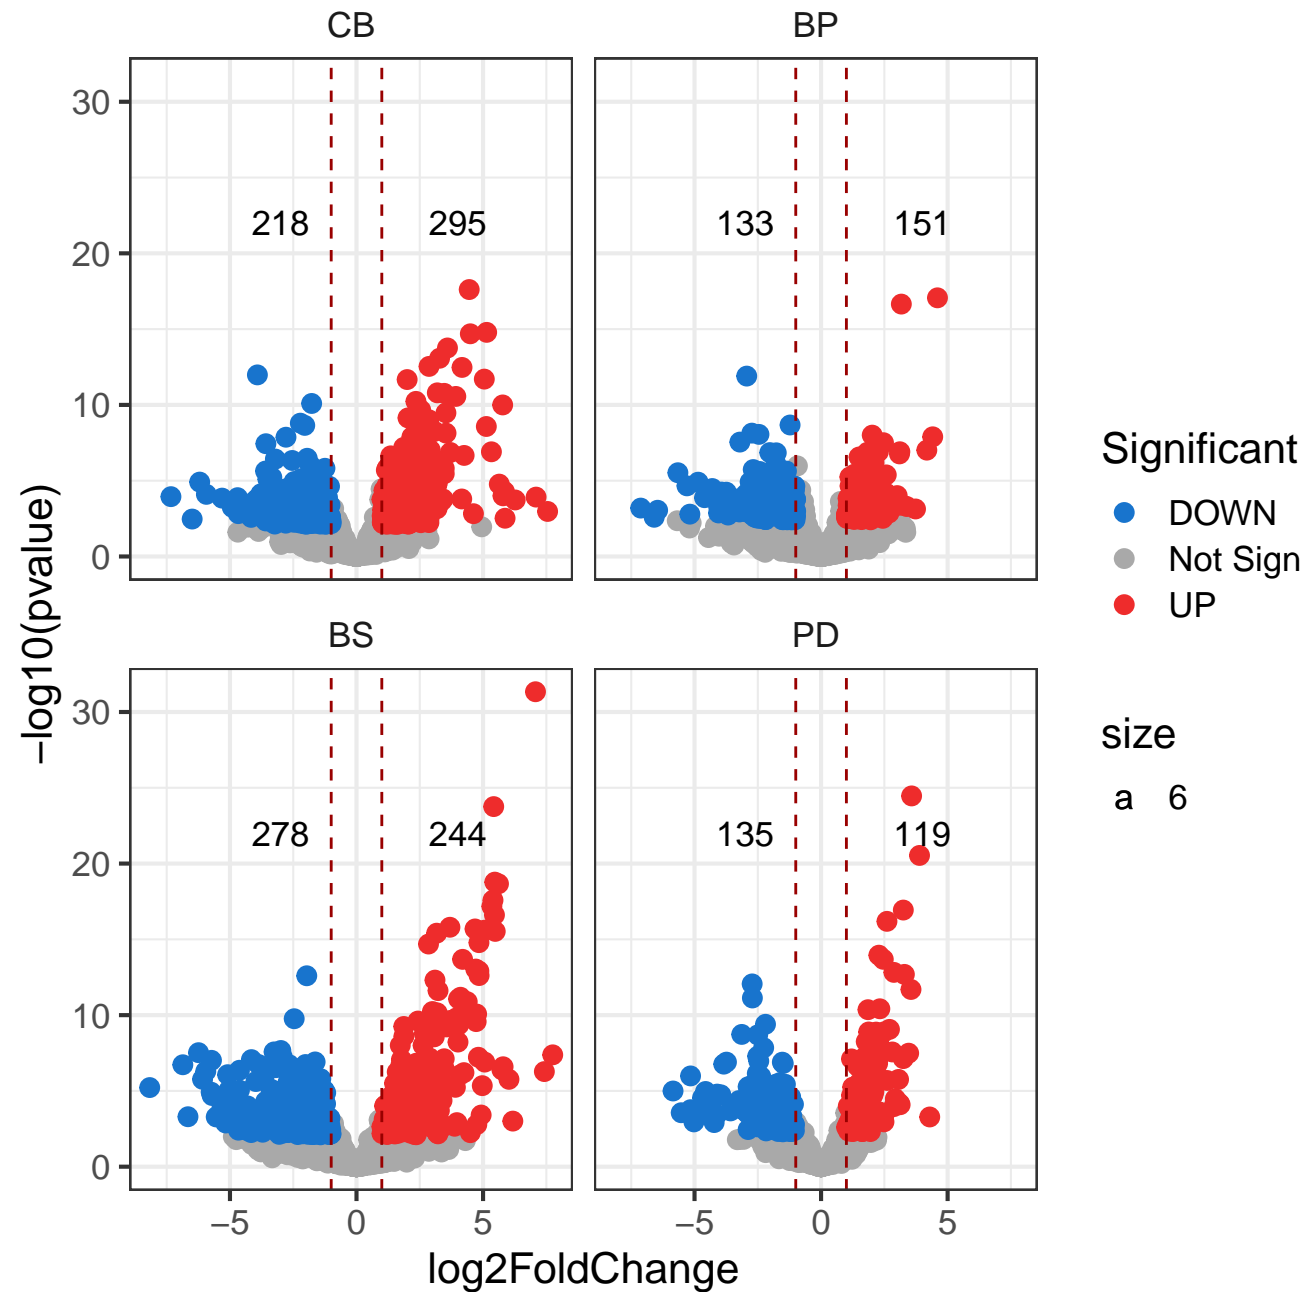 CB
BP
30
20
10
0
218
295
133
151
BS
PD
30
20
10
0
278
244
135
119
−5
0
5
−5
0
5
log2FoldChange
−log10(pvalue)
Significant
DOWN
Not Sign
UP
size
a 6